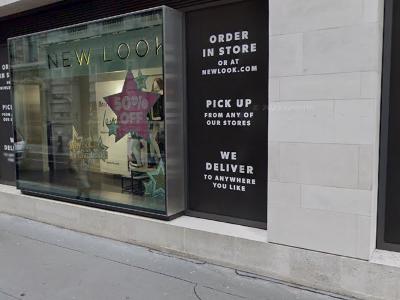 NEW LOOK
50%
OFF
ORDER
IN STORE
OR AT
NEWLOOK.COM
PICK UP
FROM ANY OF
OUR STORES
WE
DELIVER
TO ANYWHERE
YOU LIKE